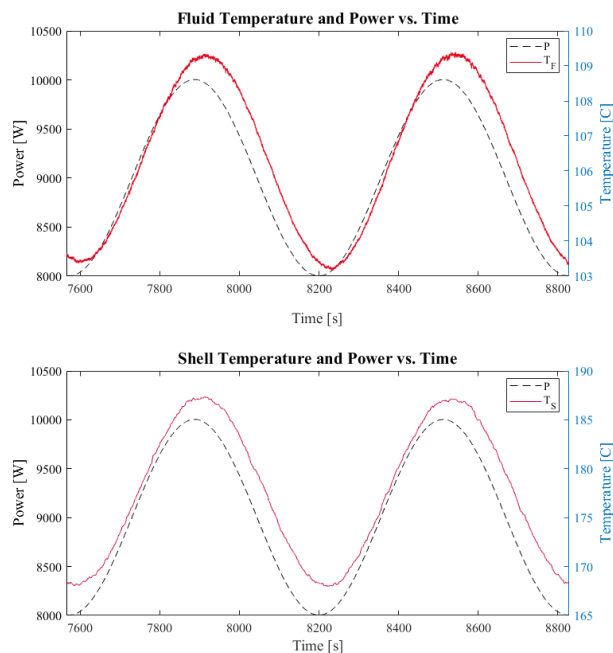 Fluid Temperature and Power vs. Time
10500
10000
9500
9000
8500
8000
Power [W]
110
109
108
107
106
105
104
103
Temperature [C]
P
T_F
7600 7800 8000 8200 8400 8600 8800
Time [s]
Shell Temperature and Power vs. Time
10500
10000
9500
9000
8500
8000
Power [W]
190
185
180
175
170
165
Temperature [C]
P
T_S
7600 7800 8000 8200 8400 8600 8800
Time [s]